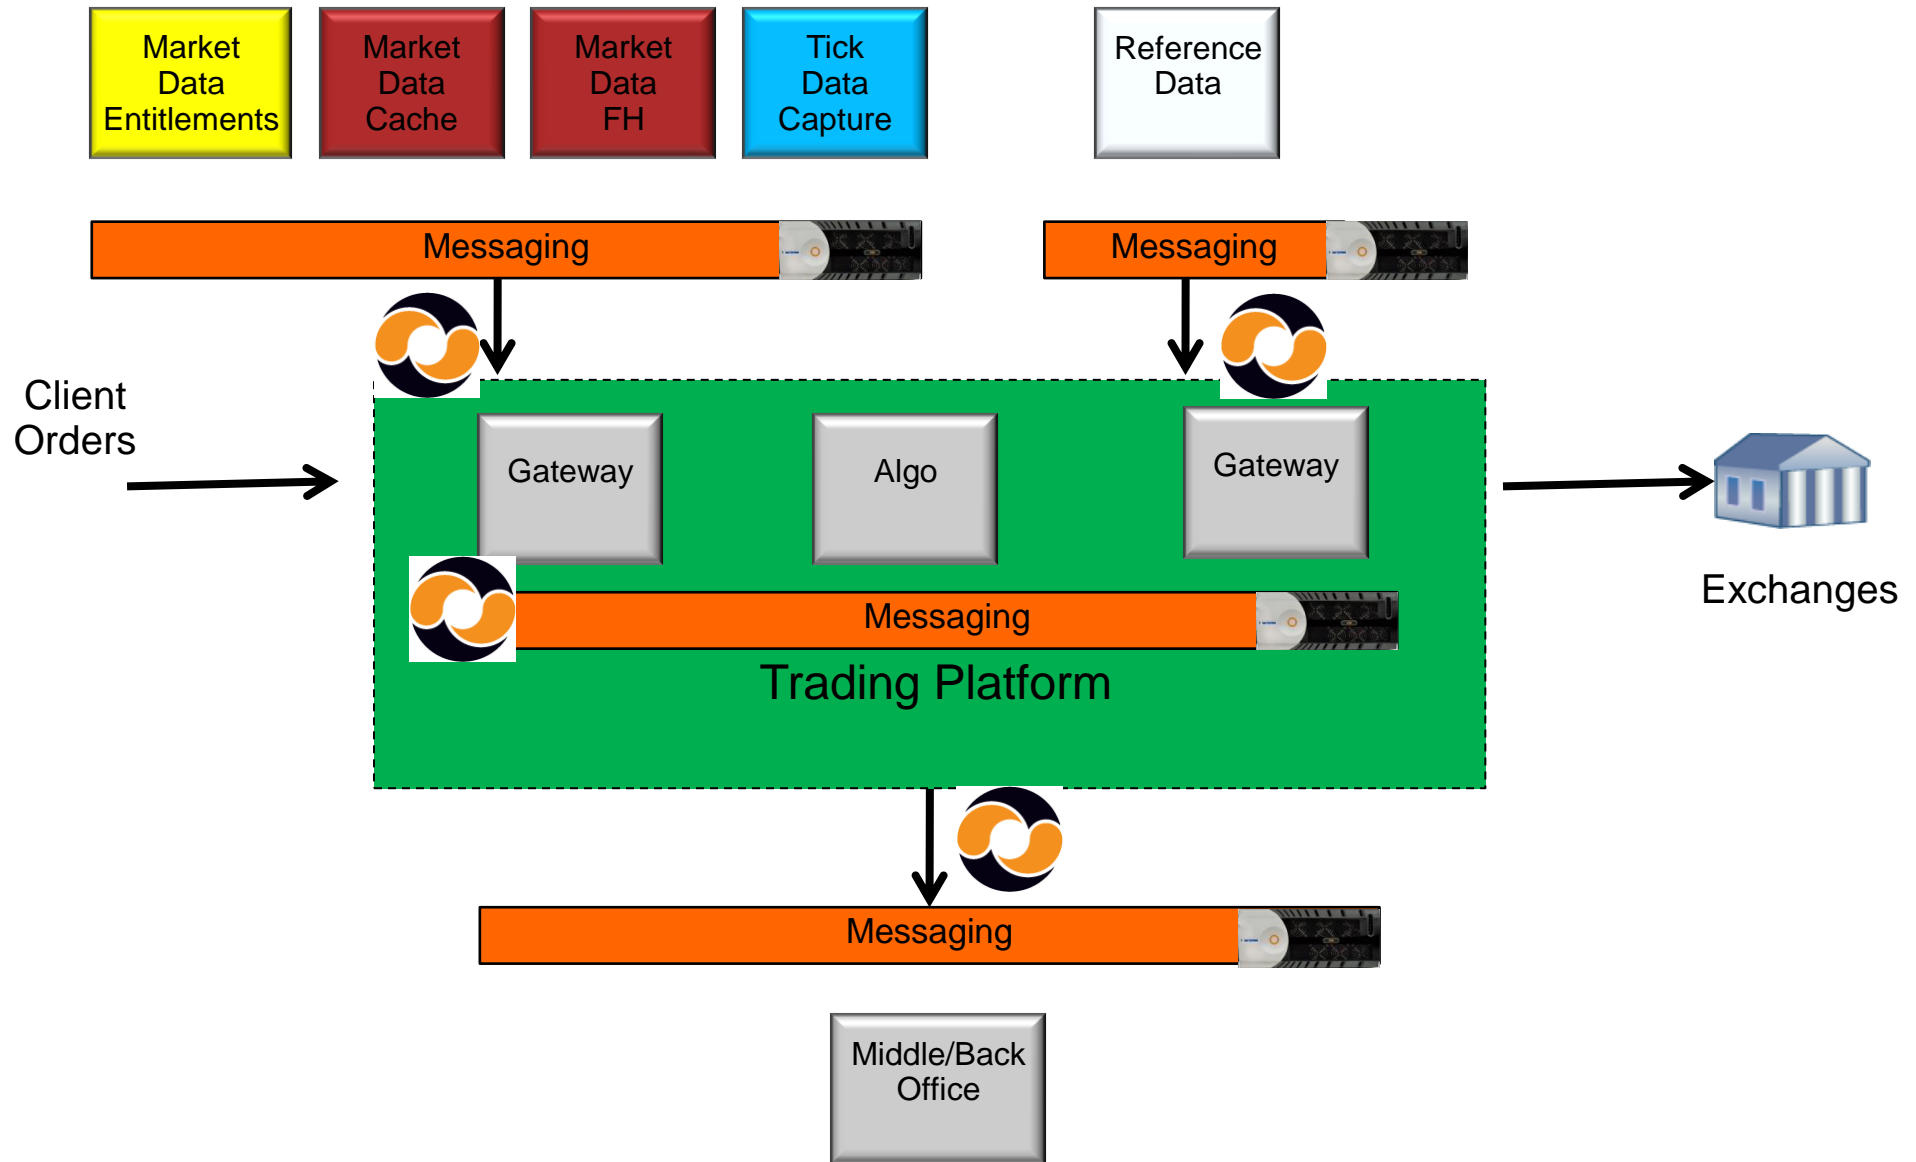 Market
Data
Entitlements
Market
Data
Cache
Market
Data
FH
Tick
Data
Capture
Reference
Data
Messaging
Messaging
Client
Orders
Gateway
Algo
Gateway
Exchanges
Messaging
Trading Platform
Messaging
Middle/Back
Office